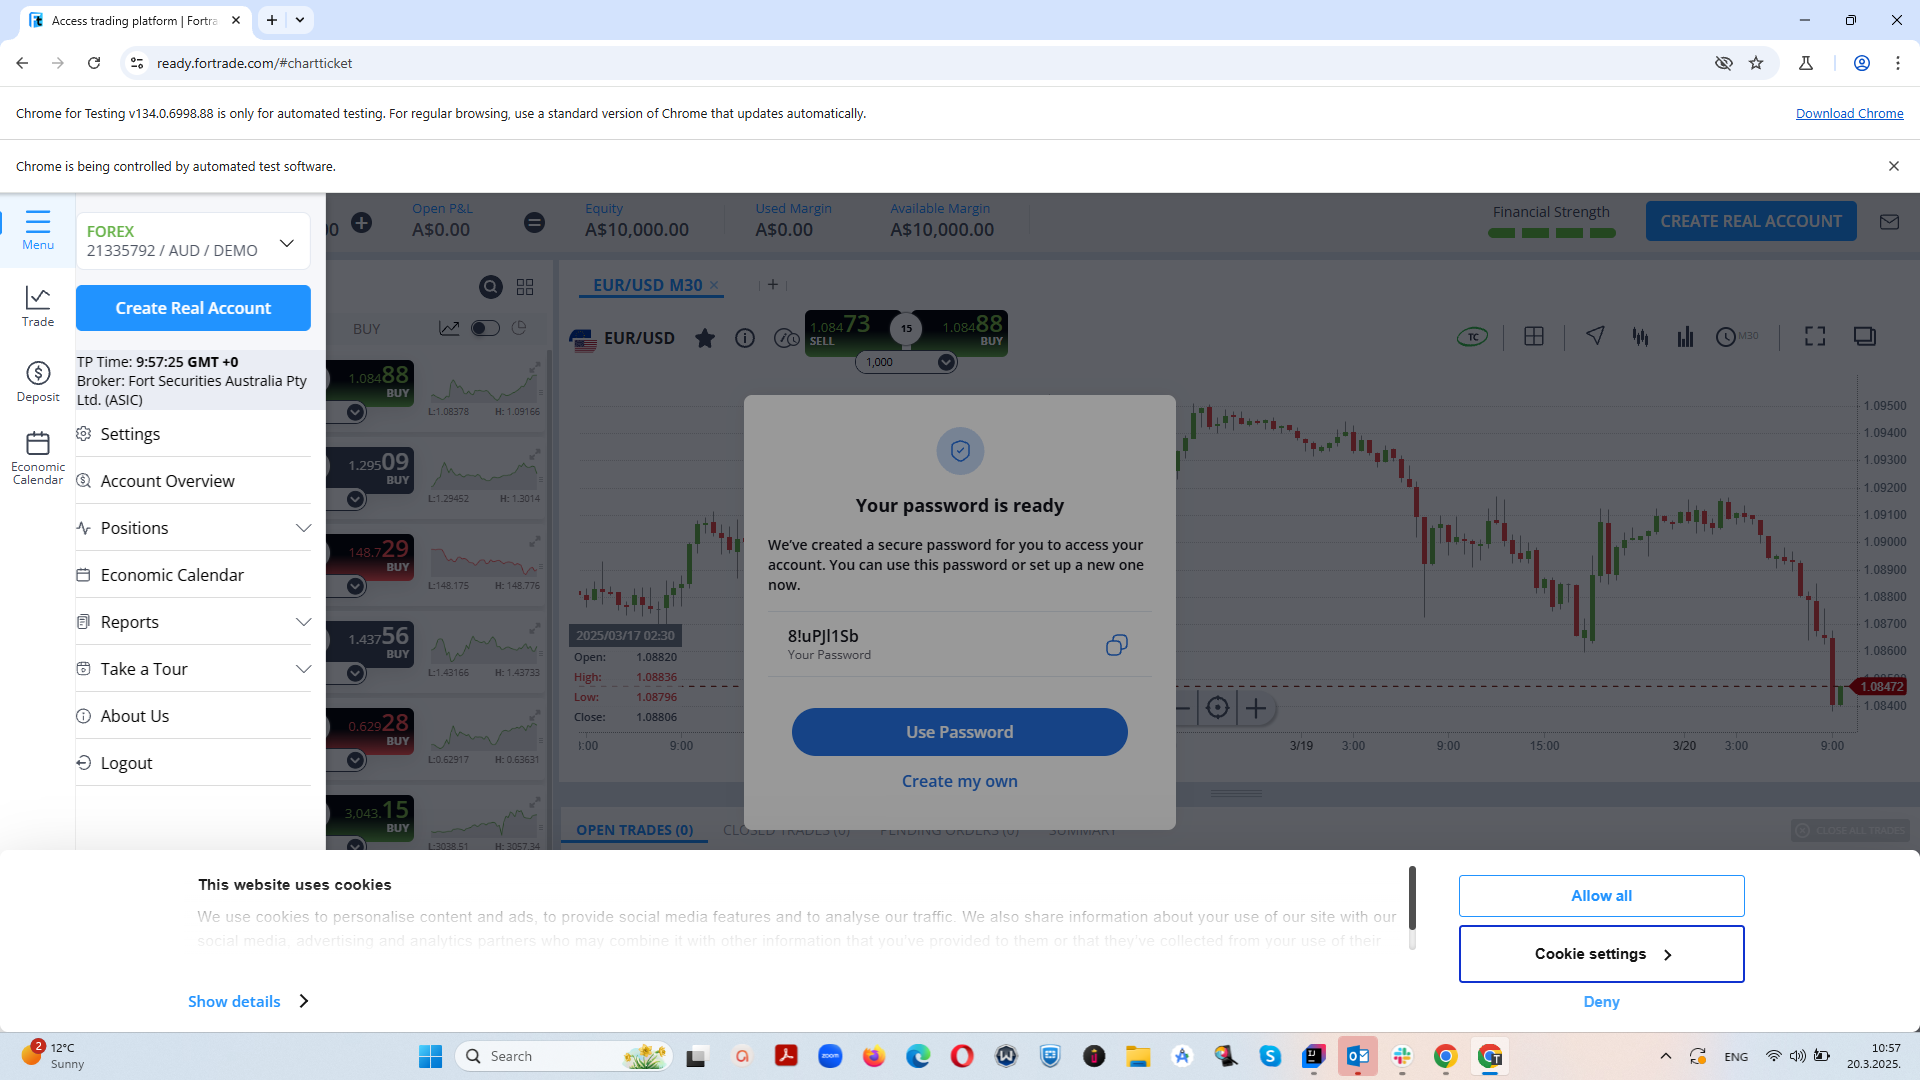 Access trading platform | Fortra
ready.fortrade.com/#chartticket
Chrome for Testing v134.0.6998.88 is only for automated testing. For regular browsing, use a standard version of Chrome that updates automatically.
Download Chrome
Chrome is being controlled by automated test software.
Menu
Trade
Deposit
Economic
Calendar
FOREX
21335792 / AUD / DEMO
Create Real Account
TP Time: 9:57:25 GMT +0
Broker: Fort Securities Australia Pty
Ltd. (ASIC)
Settings
Account Overview
Positions
Economic Calendar
Reports
Take a Tour
About Us
Logout
Open P&L
A$0.00
Equity
A$10,000.00
Used Margin
A$0.00
Available Margin
A$10,000.00
Financial Strength
CREATE REAL ACCOUNT
BUY
1.08488
BUY
L:1.08378 H: 1.09166
1.29509
BUY
L:1.29452 H: 1.3014
148.729
BUY
L:148.175 H: 148.776
1.43756
BUY
L:1.43166 H: 1.43733
0.62928
BUY
L:0.62917 H: 0.63631
3,043.15
BUY
L:3038.51 H: 3057.34
EUR/USD M30
EUR/USD
1.08473
SELL
15
1.08488
BUY
1,000
TC
M30
1.09500
1.09400
1.09300
1.09200
1.09100
1.09000
1.08900
1.08800
1.08700
1.08600
1.08472
1.08400
2025/03/17 02:30
Open: 1.08820
High: 1.08836
Low: 1.08796
Close: 1.08806
9:00
3/19
3:00
9:00
15:00
3/20
3:00
9:00
Your password is ready
We've created a secure password for you to access your
account. You can use this password or set up a new one
now.
8!uPJl1Sb
Your Password
Use Password
Create my own
OPEN TRADES (0)
CLOSED TRADES (0)
PENDING ORDERS (0)
SUMMARY
CLOSE ALL TRADES
This website uses cookies
We use cookies to personalise content and ads, to provide social media features and to analyse our traffic. We also share information about your use of our site with our
social media, advertising and analytics partners who may combine it with other information that you've provided to them or that they've collected from your use of their
Show details
Allow all
Cookie settings
Deny
2
12°C
Sunny
Search
zoom
ENG
10:57
20.3.2025.